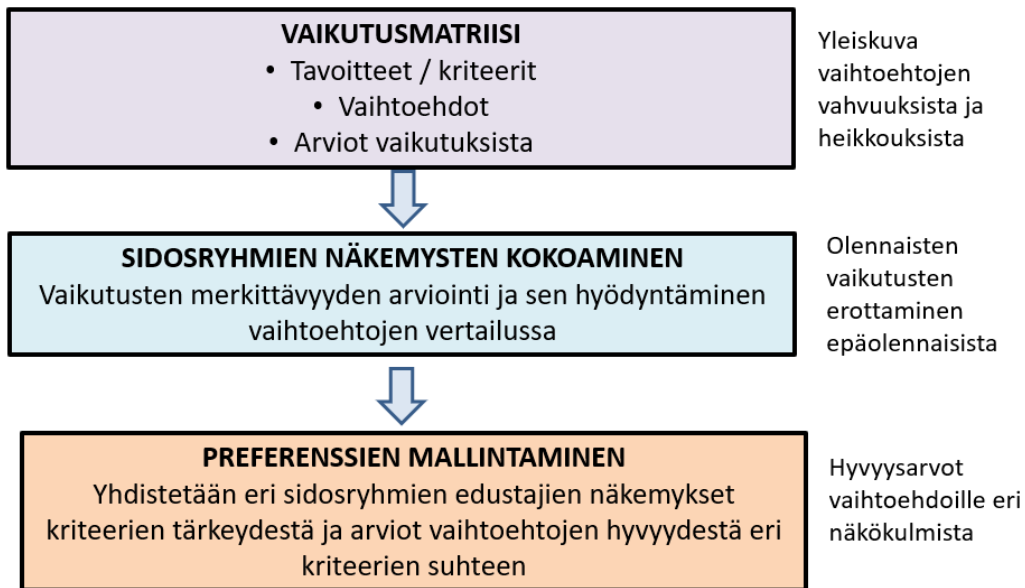 VAIKUTUSMATRIISI
• Tavoitteet / kriteerit
• Vaihtoehdot
• Arviot vaikutuksista
Yleiskuva
vaihtoehtojen
vahvuuksista ja
heikkouksista
SIDOSRYHMIEN NÄKEMYSTEN KOKOAMINEN
Vaikutusten merkittävyyden arviointi ja sen hyödyntäminen
vaihtoehtojen vertailussa
Olennaisten
vaikutusten
erottaminen
epäolennaisista
PREFERENSSIEN MALLINTAMINEN
Yhdistetään eri sidosryhmien edustajien näkemykset
kriteerien tärkeydestä ja arviot vaihtoehtojen hyvyydestä eri
kriteerien suhteen
Hyvyysarvot
vaihtoehdoille eri
näkökulmista